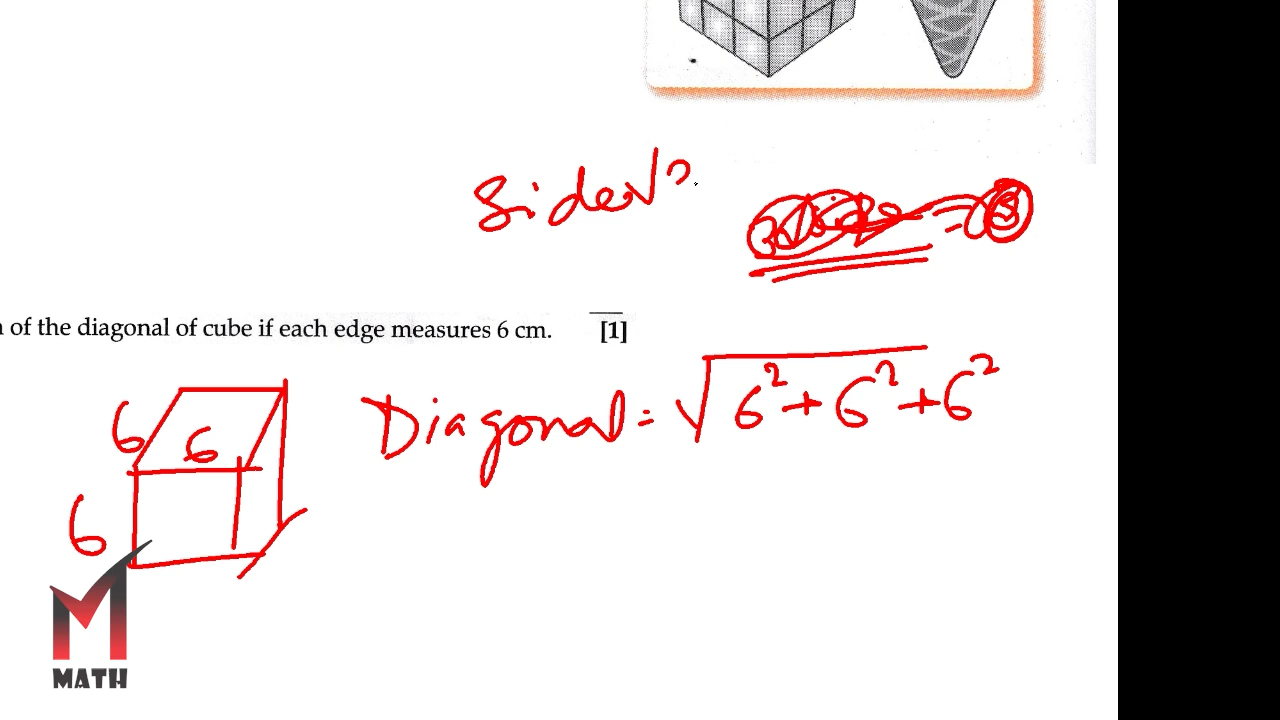 side√3
n of the diagonal of cube if each edge measures 6 cm. [1]
6 6
Diagonal = √6² + 6² + 6²
6
MATH